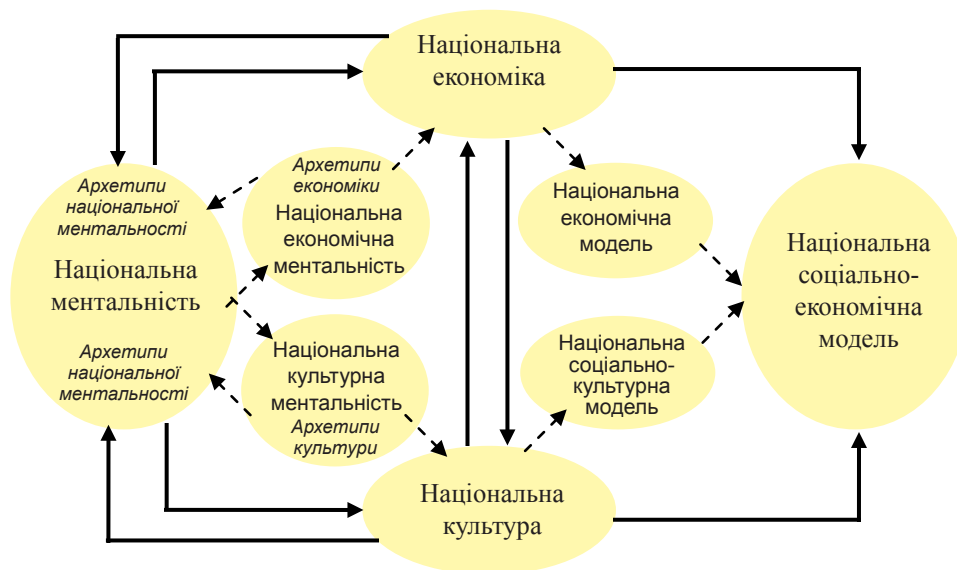 Національна
економіка
Архетипи
національної
ментальності
Національна
ментальність
Архетипи
національної
ментальності
Архетипи
економіки
Національна
економічна
ментальність
Національна
культурна
ментальність
Архетипи
культури
Національна
економічна
модель
Національна
соціально-
культурна
модель
Національна
соціально-
економічна
модель
Національна
культура